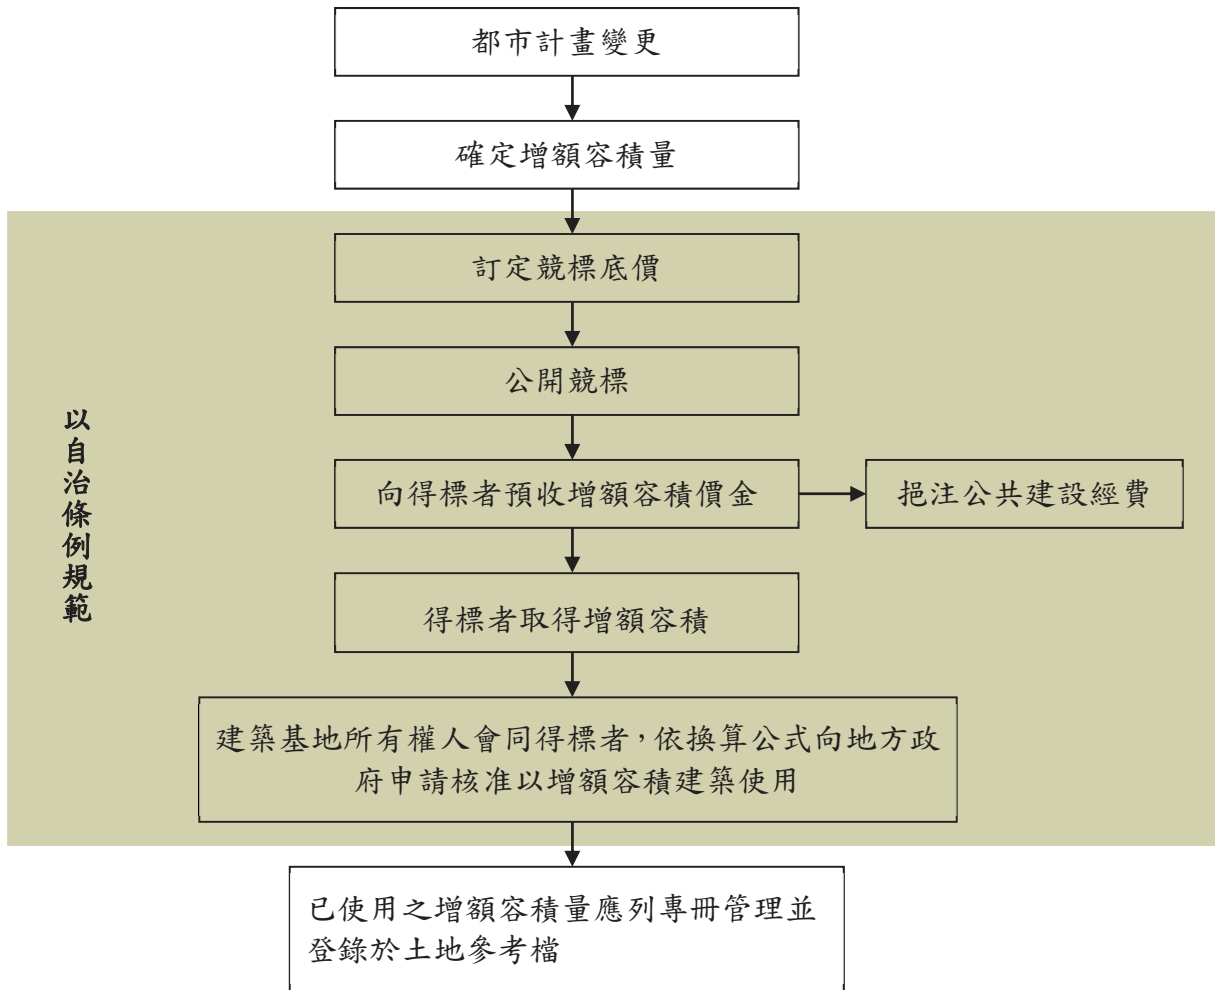 都市計畫變更
確定增額容積量
訂定競標底價
公開競標
以自治條例規範
向得標者預收增額容積價金
挹注公共建設經費
得標者取得增額容積
建築基地所有權人會同得標者，依換算公式向地方政
府申請核准以增額容積建築使用
已使用之增額容積量應列專冊管理並
登錄於土地參考檔